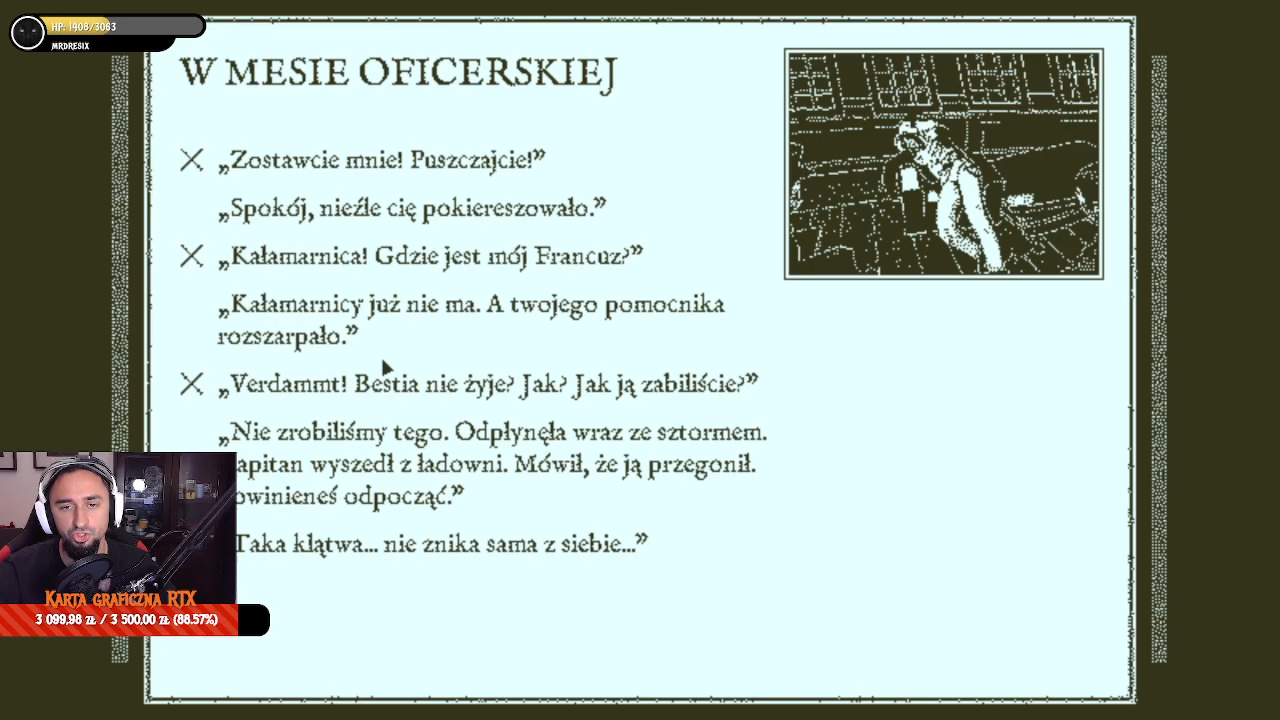 HP: 1408/3063
MRDRESIX
W MESIE OFICERSKIEJ
„Zostawcie mnie! Puszczajcie!”
„Spokój, nieźle cię pokiereszowało.”
„Kałamarnica! Gdzie jest mój Francuz?”
„Kałamarnicy już nie ma. A twojego pomocnika
rozszarpało.”
„Verdammt! Bestia nie żyje? Jak? Jak ją zabiliście?”
„Nie zrobiliśmy tego. Odpłynęła wraz ze sztormem.
apitan wyszedł z ładowni. Mówił, że ją przegonił.
owinieneś odpocząć.”
Taka klątwa... nie znika sama z siebie...”
Karta graficzna RTX
3 099,98 zł / 3 500,00 zł (88.57%)